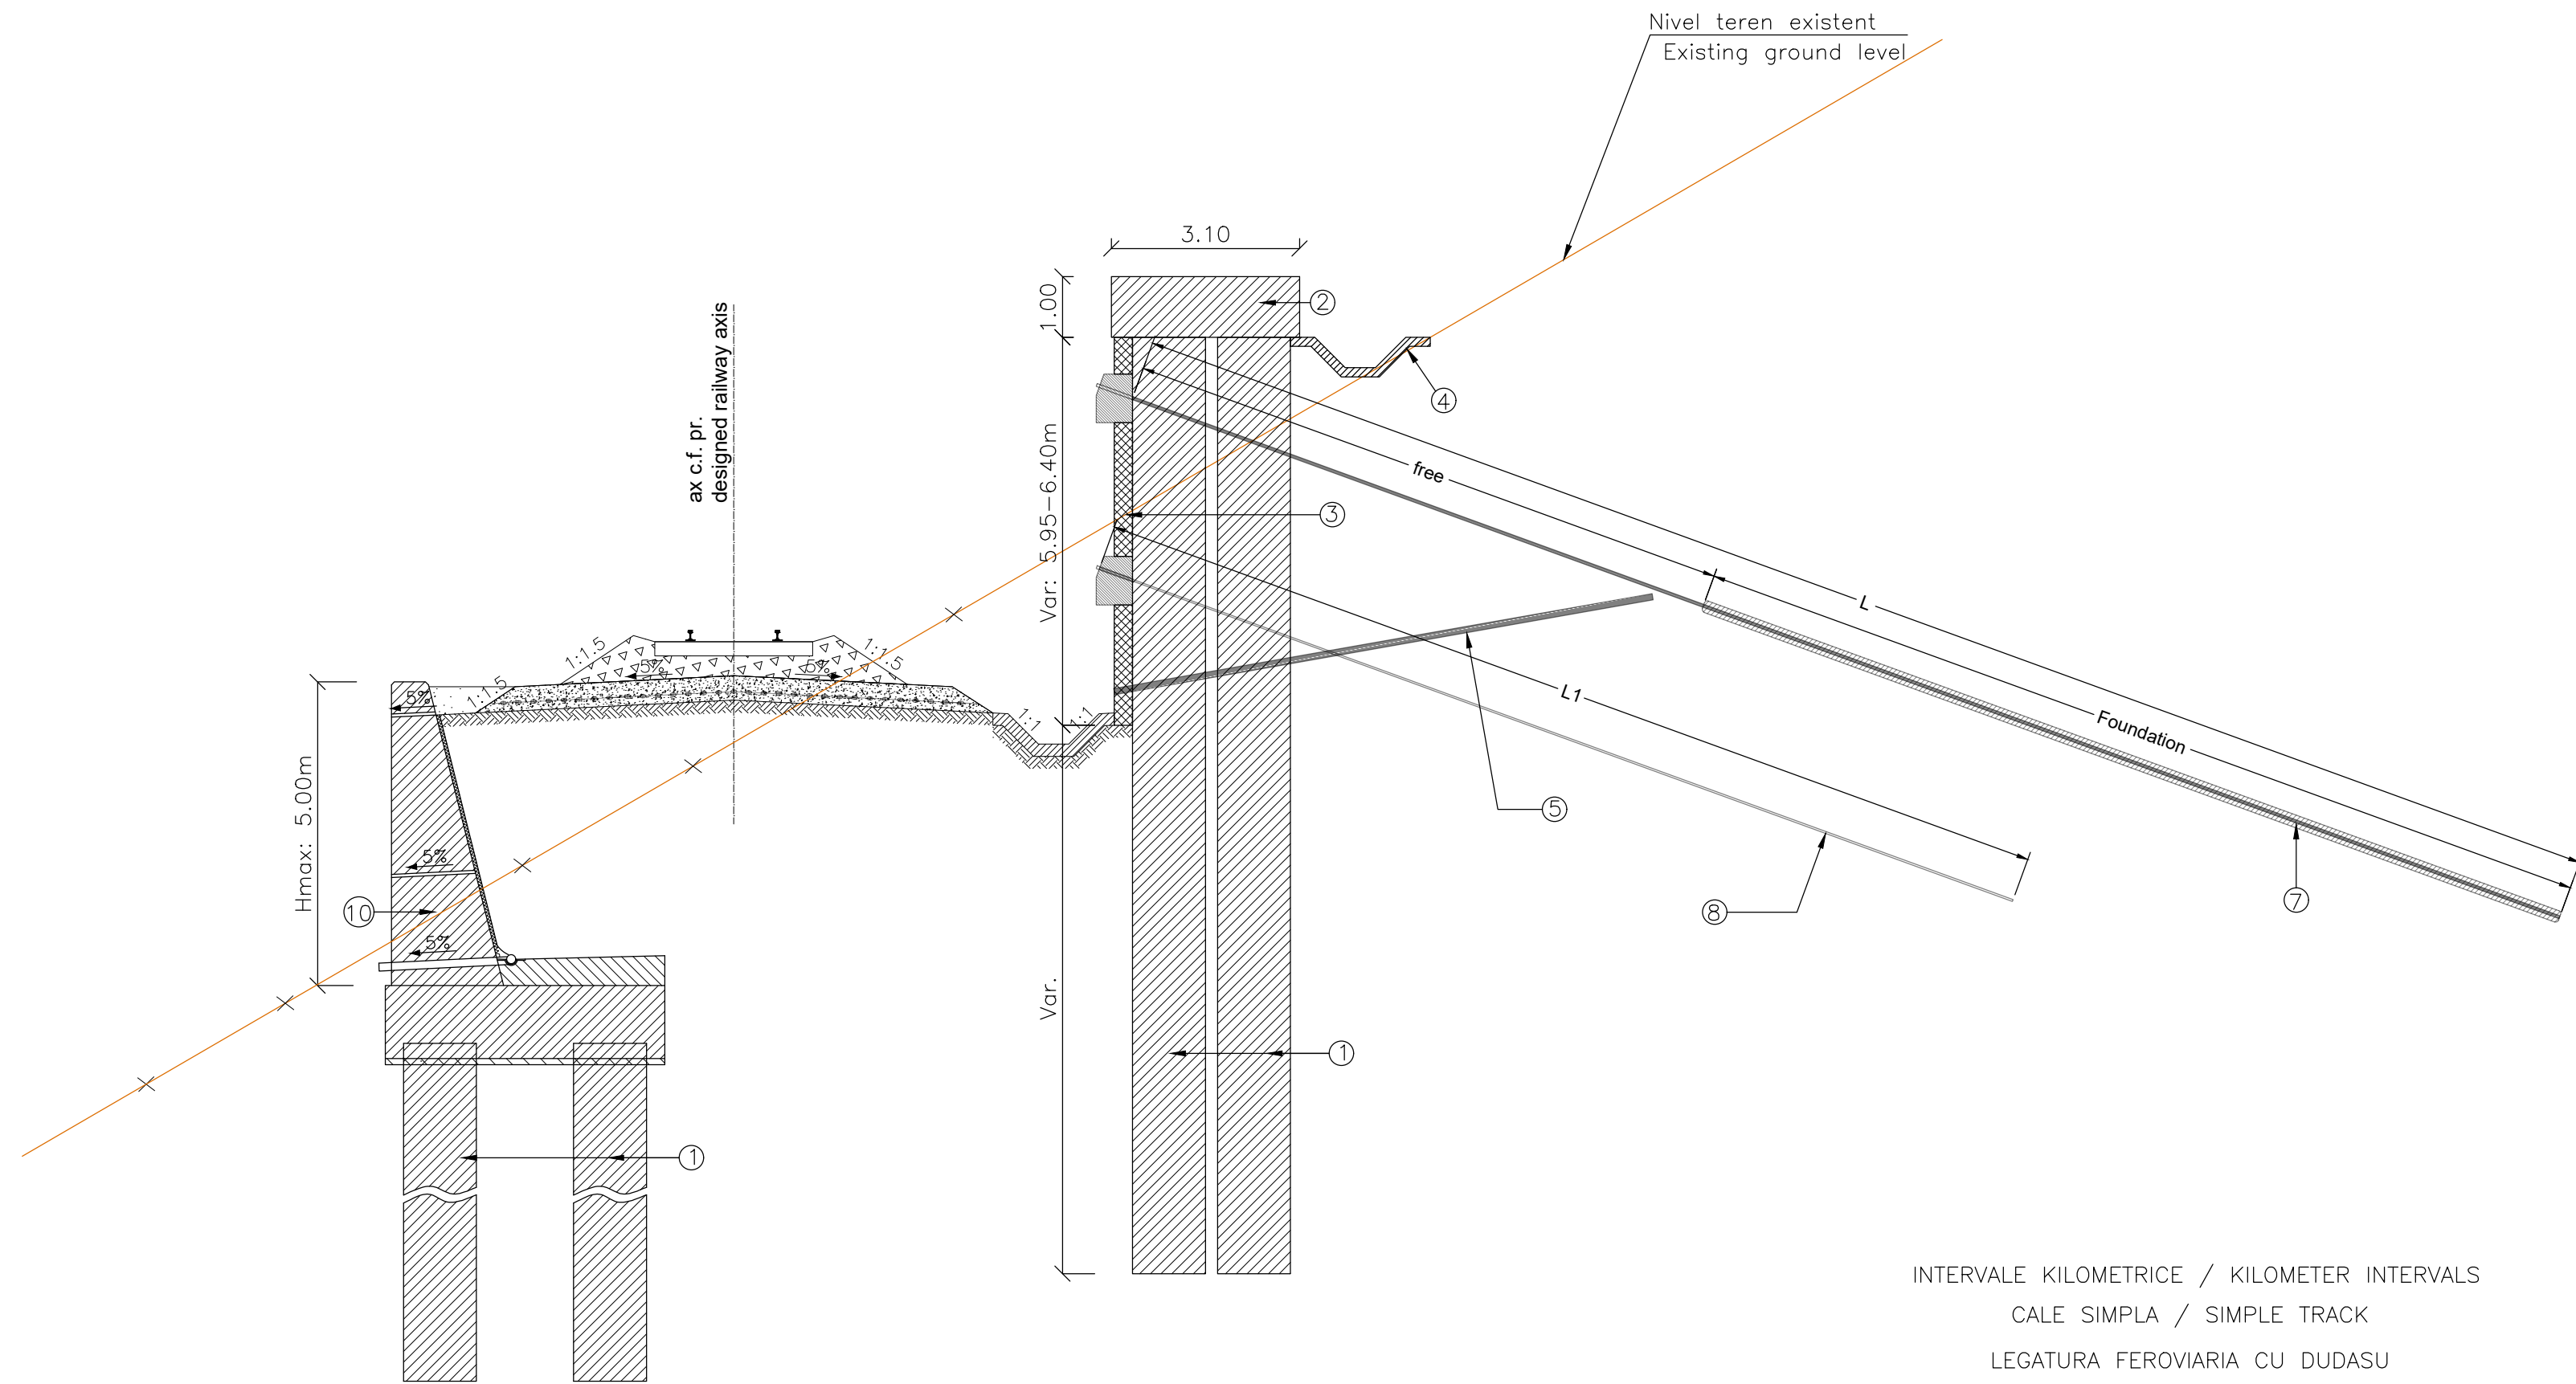 Nivel teren existent
Existing ground level
3.10
1.00
2
ax c.f. pr.
designed railway axis
4
Var: 5.95-6.40m
free
3
L
1:1.5
1:1.5
5%
5%
1:1.5
5%
L1
1:1
1:1
Foundation
Hmax: 5.00m
5
5%
8
7
10
5%
Var.
1
1
INTERVALE KILOMETRICE / KILOMETER INTERVALS
CALE SIMPLA / SIMPLE TRACK
LEGATURA FEROVIARIA CU DUDASU